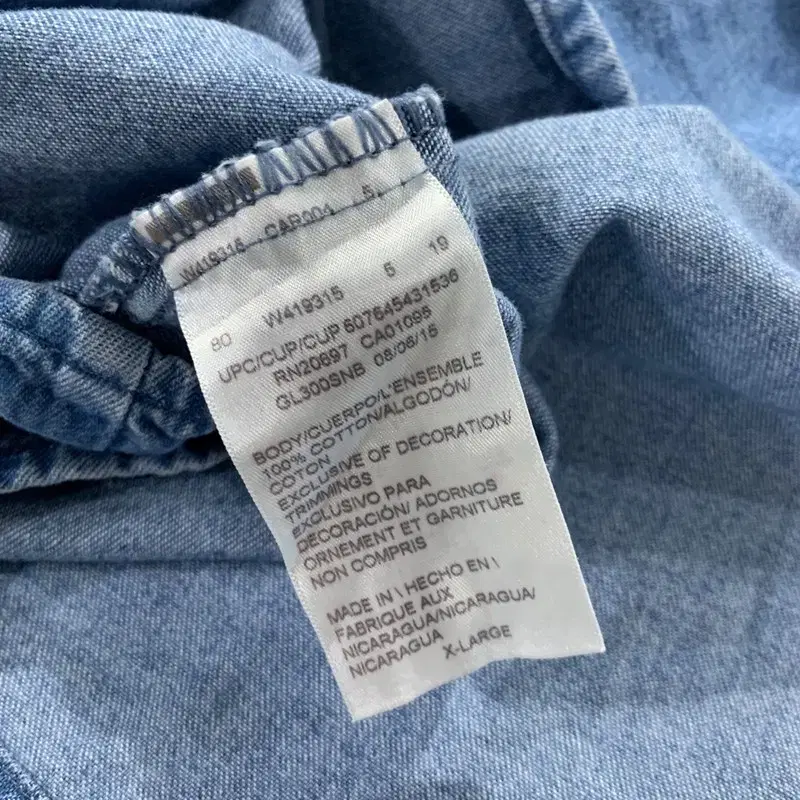 W419315 CAR001 5
80 W419315 5 19
UPC/CUP/CUP 607645431536
RN20697 CA01095
GL300SNB 08/06/15
BODY/CUERPO/L'ENSEMBLE
100% COTTON/ALGODÓN/
COTON
EXCLUSIVE OF DECORATION/
TRIMMINGS
EXCLUSIVO PARA
DECORACIÓN/ ADORNOS
ORNEMENT ET GARNITURE
NON COMPRIS
MADE IN \ HECHO EN \
FABRIQUE AUX
NICARAGUA/NICARAGUA/
NICARAGUA
X-LARGE